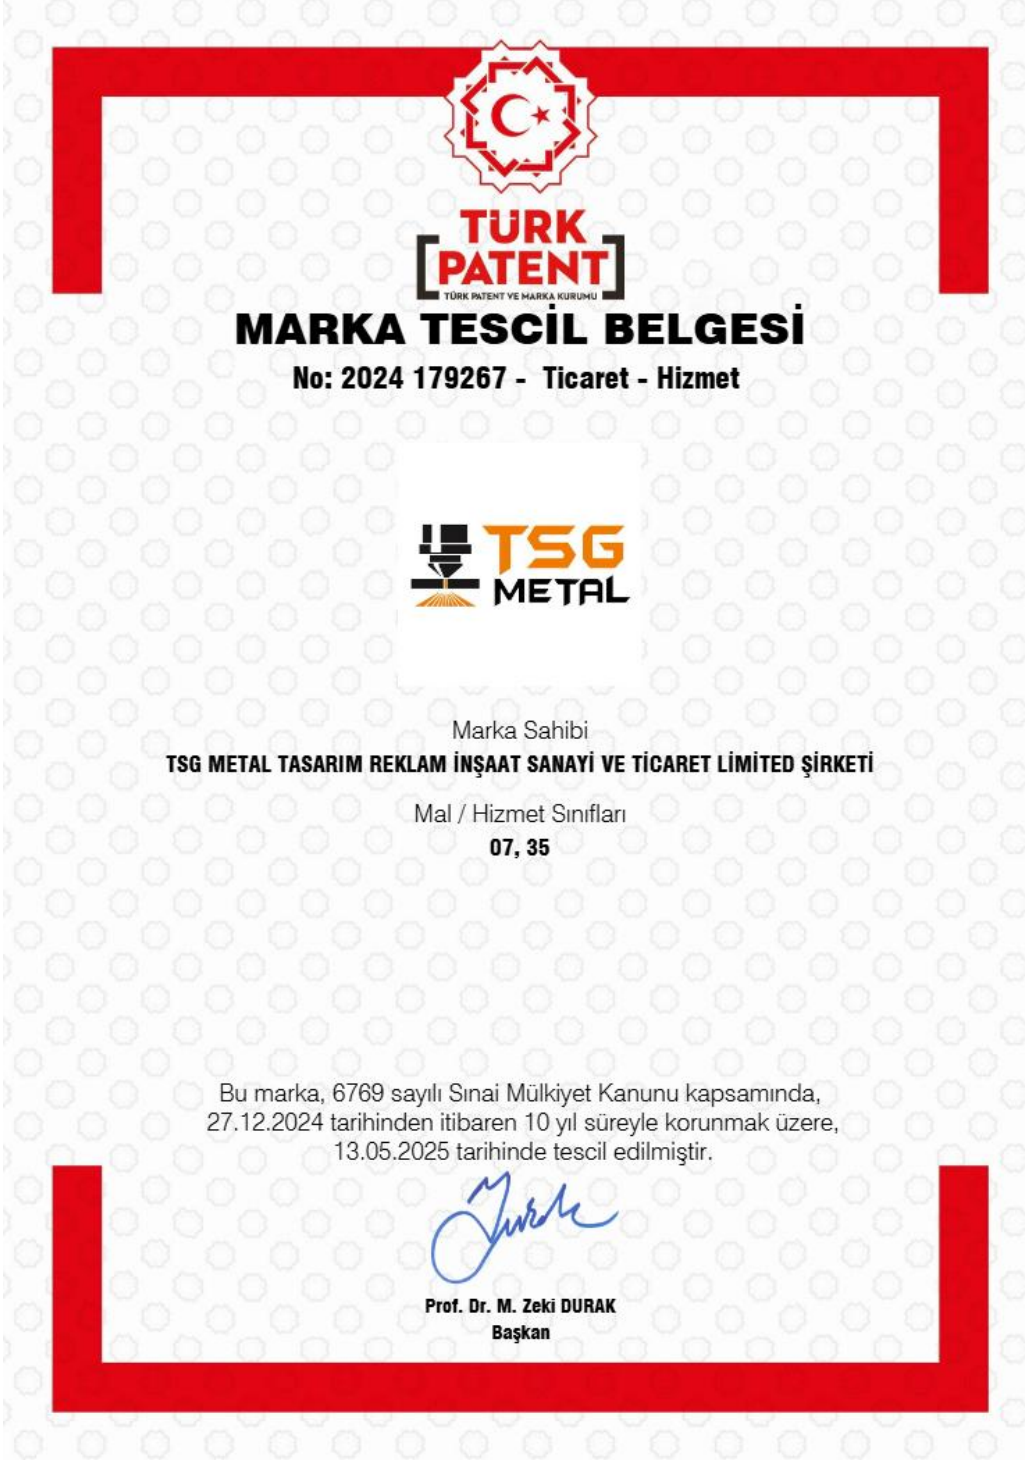 TÜRK
PATENT
TÜRK PATENT VE MARKA KURUMU
MARKA TESCİL BELGESİ
No: 2024 179267 - Ticaret - Hizmet
TSG
METAL
Marka Sahibi
TSG METAL TASARIM REKLAM İNŞAAT SANAYİ VE TİCARET LİMİTED ŞİRKETİ
Mal / Hizmet Sınıfları
07, 35
Bu marka, 6769 sayılı Sınai Mülkiyet Kanunu kapsamında,
27.12.2024 tarihinden itibaren 10 yıl süreyle korunmak üzere,
13.05.2025 tarihinde tescil edilmiştir.
Prof. Dr. M. Zeki DURAK
Başkan